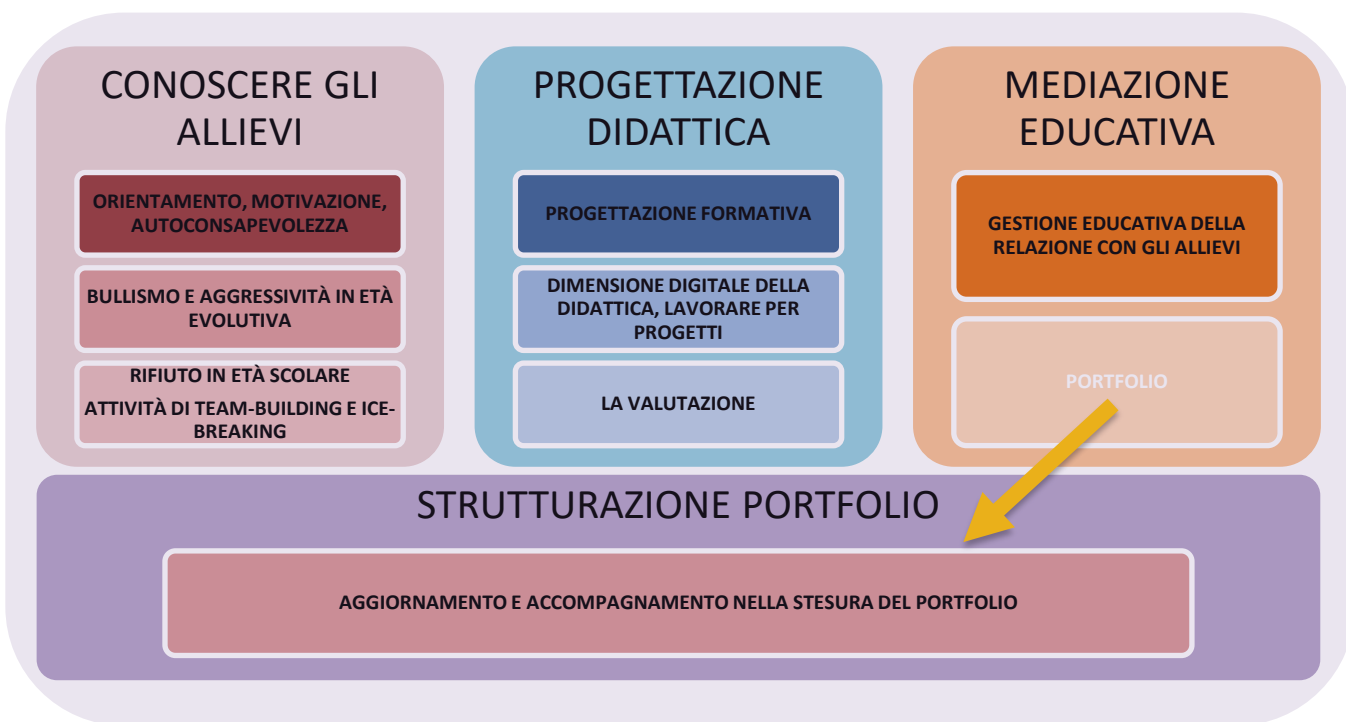 CONOSCERE GLI
ALLIEVI
ORIENTAMENTO, MOTIVAZIONE,
AUTOCONSAPEVOLEZZA
BULLISMO E AGGRESSIVITÀ IN ETÀ
EVOLUTIVA
RIFIUTO IN ETÀ SCOLARE
ATTIVITÀ DI TEAM-BUILDING E ICE-
BREAKING
PROGETTAZIONE
DIDATTICA
PROGETTAZIONE FORMATIVA
DIMENSIONE DIGITALE DELLA
DIDATTICA, LAVORARE PER
PROGETTI
LA VALUTAZIONE
MEDIAZIONE
EDUCATIVA
GESTIONE EDUCATIVA DELLA
RELAZIONE CON GLI ALLIEVI
PORTFOLIO
STRUTTURAZIONE PORTFOLIO
AGGIORNAMENTO E ACCOMPAGNAMENTO NELLA STESURA DEL PORTFOLIO